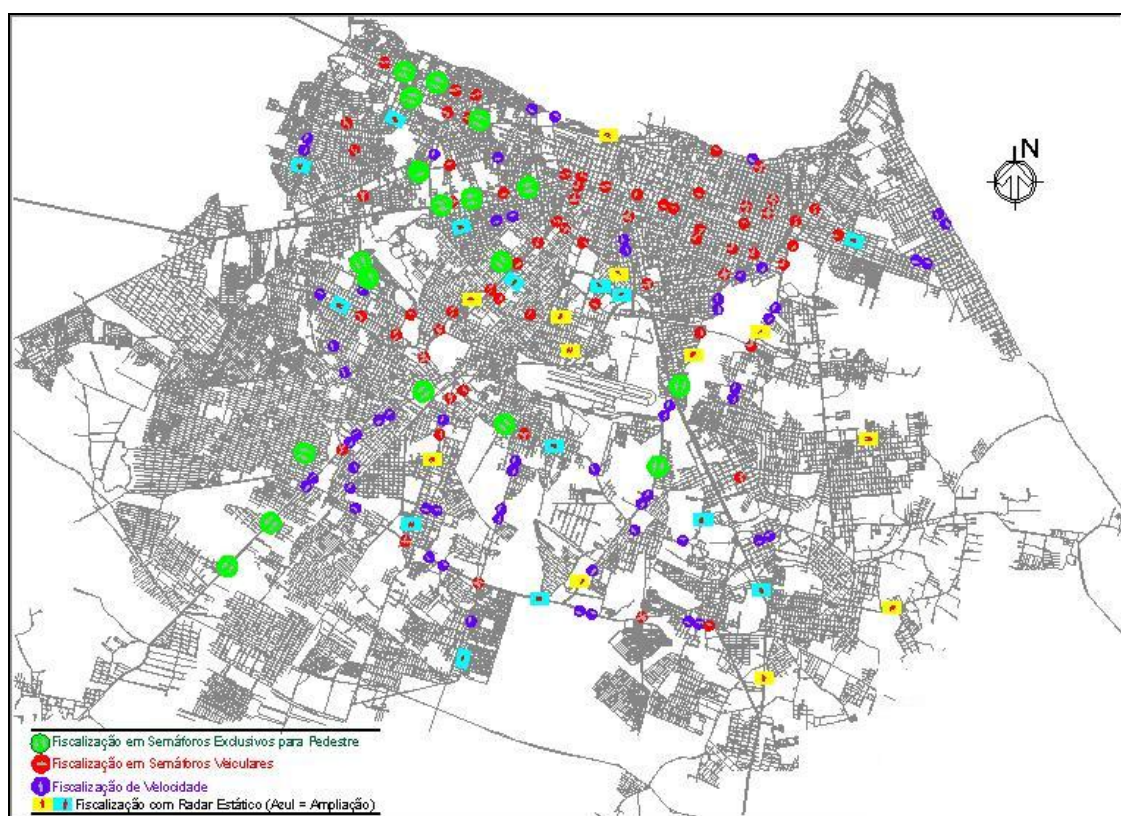 N
Fiscalização em Semáforos Exclusivos para Pedestre
Fiscalização em Semáforos Veiculares
Fiscalização de Velocidade
Fiscalização com Radar Estático (Azul = Ampliação)